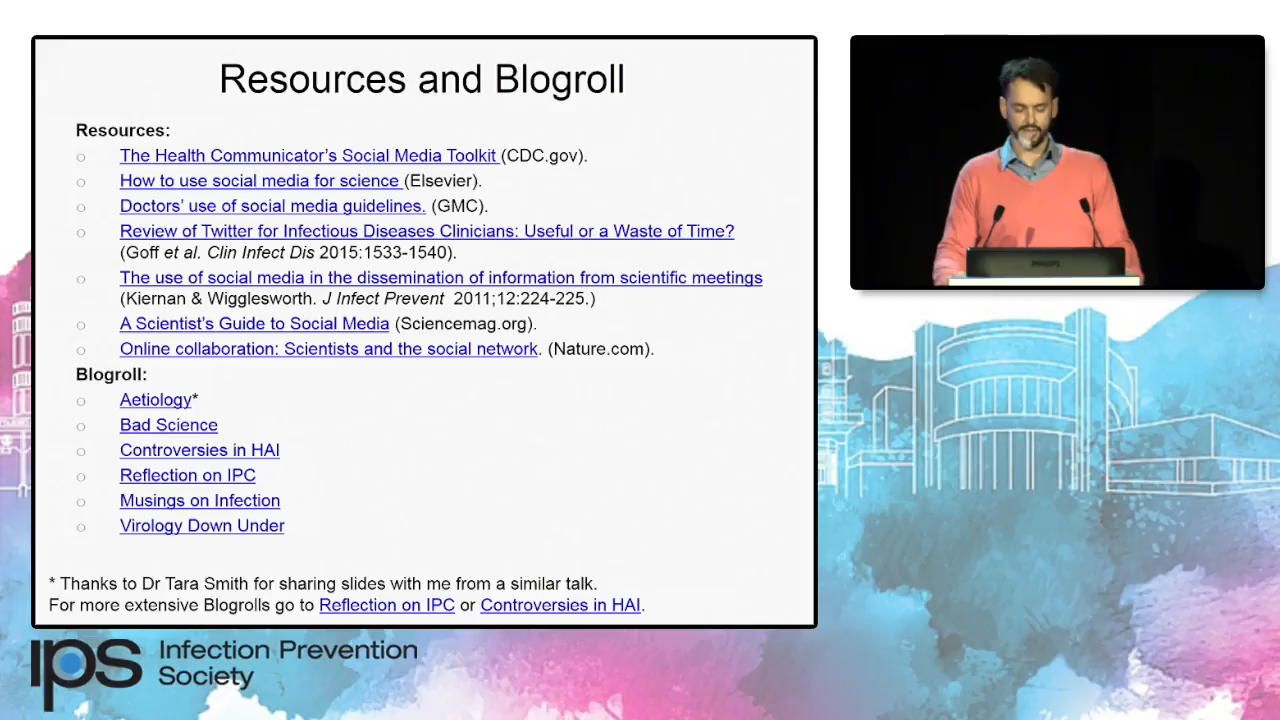 Resources and Blogroll
Resources:
The Health Communicator's Social Media Toolkit (CDC.gov).
How to use social media for science (Elsevier).
Doctors' use of social media guidelines. (GMC).
Review of Twitter for Infectious Diseases Clinicians: Useful or a Waste of Time?
(Goff et al. Clin Infect Dis 2015:1533-1540).
The use of social media in the dissemination of information from scientific meetings
(Kiernan & Wigglesworth. J Infect Prevent 2011;12:224-225.)
A Scientist's Guide to Social Media (Sciencemag.org).
Online collaboration: Scientists and the social network. (Nature.com).
Blogroll:
Aetiology*
Bad Science
Controversies in HAI
Reflection on IPC
Musings on Infection
Virology Down Under
* Thanks to Dr Tara Smith for sharing slides with me from a similar talk.
For more extensive Blogrolls go to Reflection on IPC or Controversies in HAI.
PHILIPS
IPS Infection Prevention
Society